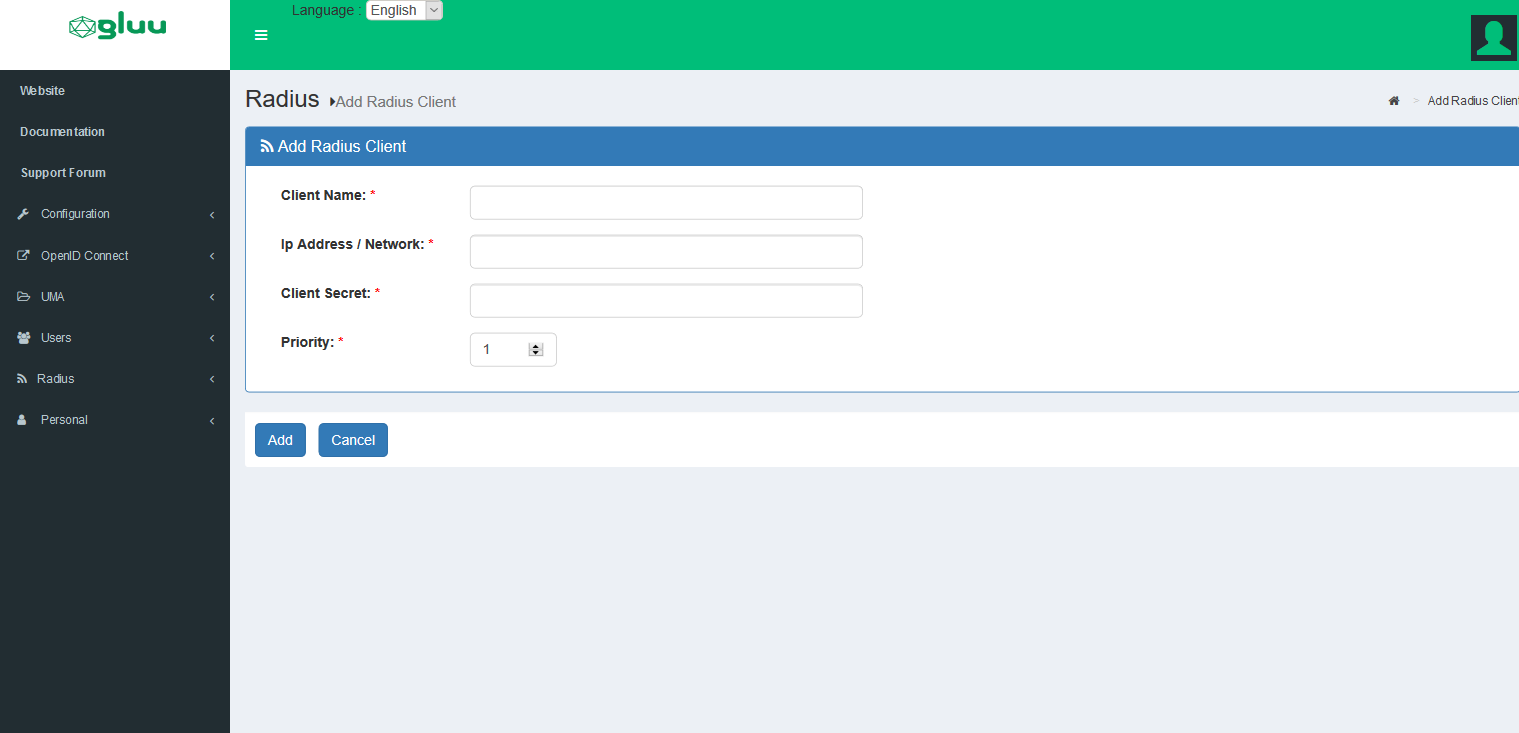 gluu
Language : English
Website
Documentation
Support Forum
Configuration
OpenID Connect
UMA
Users
Radius
Personal
Radius Add Radius Client
> Add Radius Client
Add Radius Client
Client Name: *
Ip Address / Network: *
Client Secret: *
Priority: * 1
Add Cancel